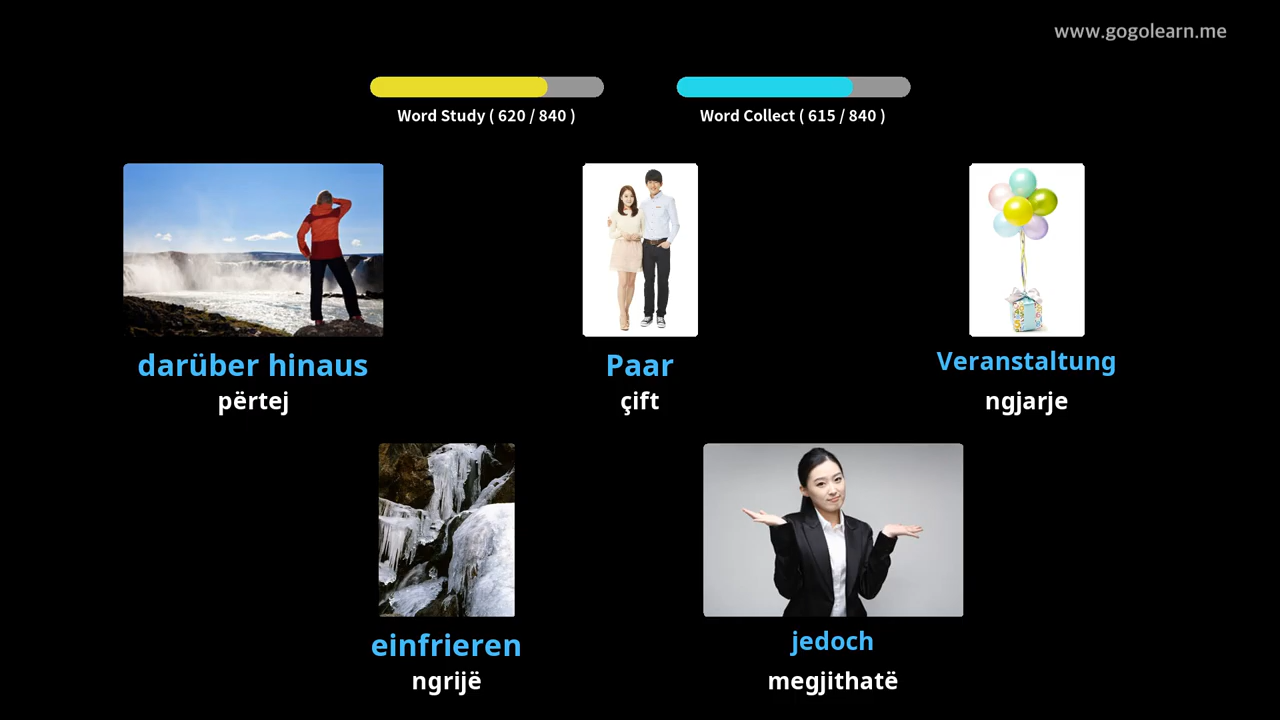 www.gogolearn.me
Word Study ( 620 / 840 )
Word Collect ( 615 / 840 )
darüber hinaus
përtej
Paar
çift
Veranstaltung
ngjarje
einfrieren
ngrijë
jedoch
megjithatë